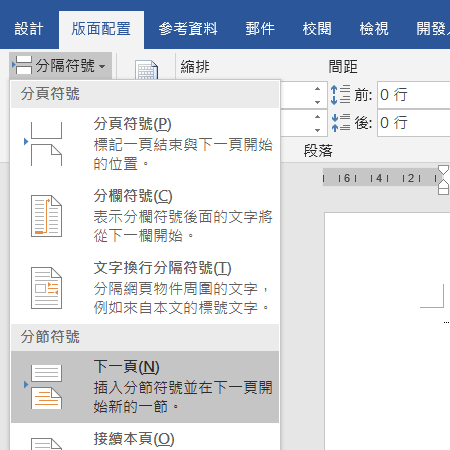 設計 版面配置 參考資料 郵件 校閱 檢視 開發
分隔符號 縮排 間距
分頁符號
前: 0 行
分頁符號(P)
標記一頁結束與下一頁開始
的位置。
後: 0 行
段落
分欄符號(C)
表示分欄符號後面的文字將
從下一欄開始。
6 4 2
文字換行分隔符號(T)
分隔網頁物件周圍的文字，
例如來自本文的標號文字。
分節符號
下一頁(N)
插入分節符號並在下一頁開
始新的一節。
接續本頁(O)